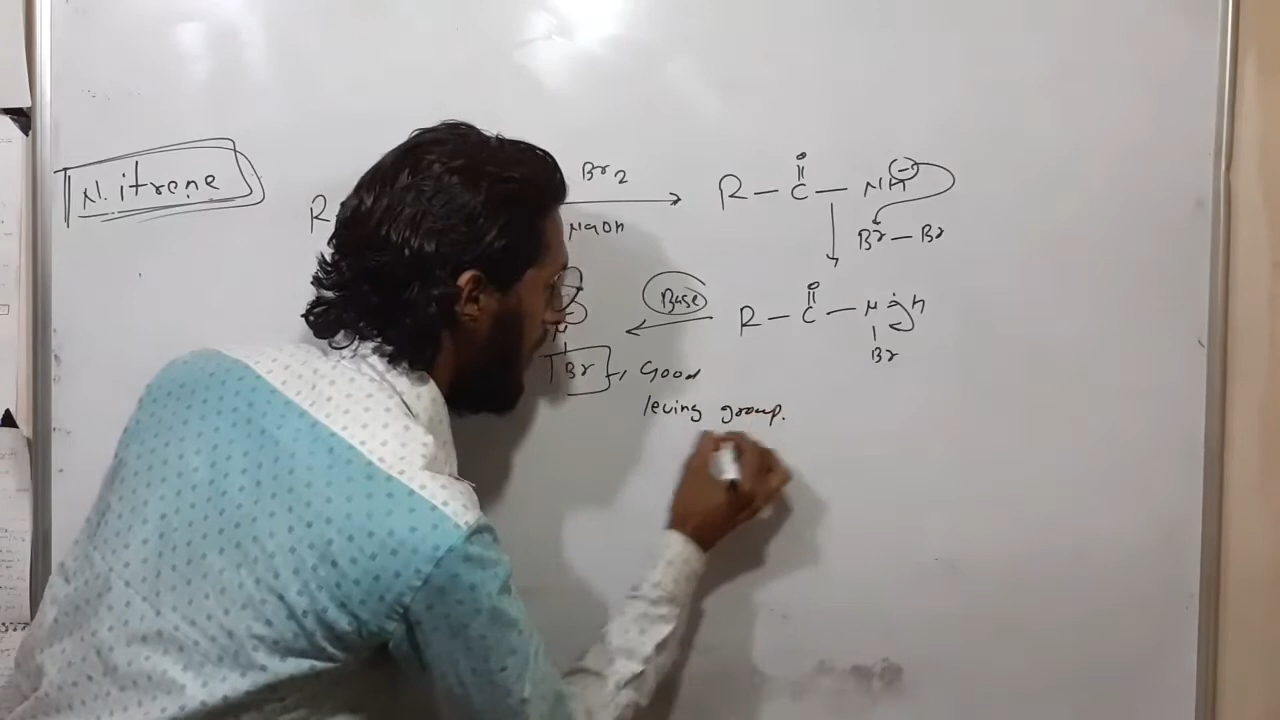 Nitrene
R
Br2
NaOH
R — C — NH
O
Br — Br
Base
R — C — N H
O
Br
N
Br Good
leving group.